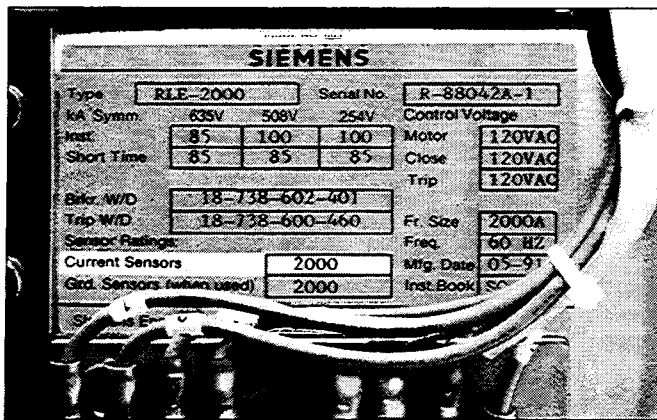 SIEMENS
Type RLE-2000 Serial No. R-88042A-1
kA Symm. 635V 508V 254V Control Voltage
Inst. 85 100 100 Motor 120VAC
Short Time 85 85 85 Close 120VAC
Trip 120VAC
Brkr. W/D 18-738-602-401
Trip W/D 18-738-600-460 Fr. Size 2000A
Sensor Ratings: Freq. 60 HZ
Current Sensors 2000 Mfg. Date 05-91
Grd. Sensors (when used) 2000 Inst. Book